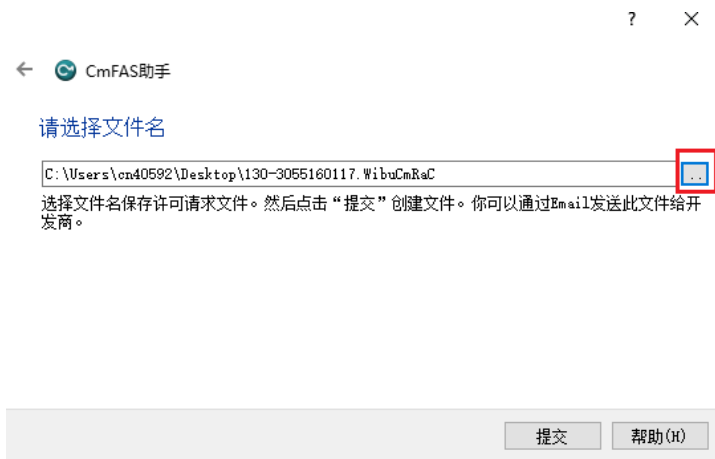 ?
CmFAS助手
请选择文件名
C:\Users\cn40592\Desktop\130-3055160117.WibuCmRaC
..
选择文件名保存许可请求文件。然后点击“提交”创建文件。你可以通过Email发送此文件给开
发商。
提交
帮助(H)